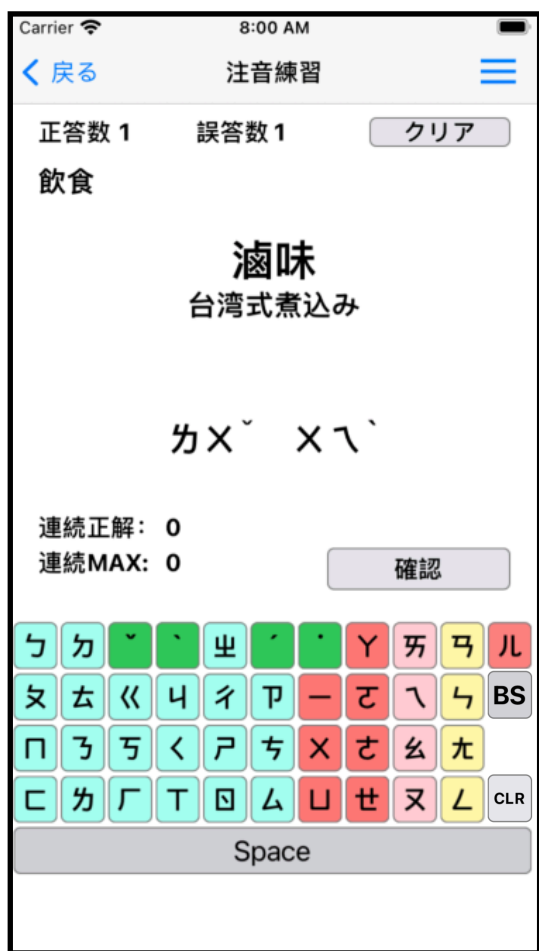 Carrier 8:00 AM
戻る 注音練習
正答数 1 誤答数 1 クリア
飲食
滷味
台湾式煮込み
ㄌㄨˇ ㄨㄟˋ
連続正解： 0
連続MAX: 0 確認
ㄅ ㄉ ˇ ˋ ㄓ ˊ ˙ ㄚ ㄞ ㄢ ㄦ
ㄆ ㄊ ㄍ ㄐ ㄔ ㄗ ㄧ ㄛ ㄟ ㄣ BS
ㄇ ㄋ ㄎ ㄑ ㄕ ㄘ ㄨ ㄜ ㄠ ㄤ
ㄈ ㄌ ㄏ ㄒ ㄖ ㄙ ㄩ ㄝ ㄡ ㄥ CLR
Space